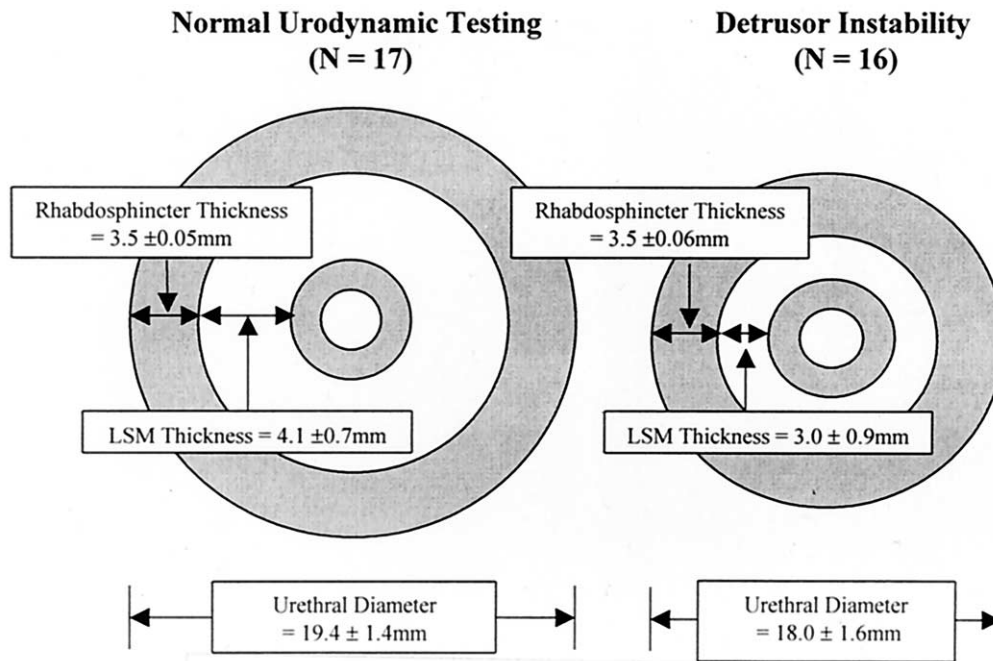 Normal Urodynamic Testing
(N = 17)
Detrusor Instability
(N = 16)
Rhabdosphincter Thickness
= 3.5 ±0.05mm
Rhabdosphincter Thickness
= 3.5 ±0.06mm
LSM Thickness = 4.1 ±0.7mm
LSM Thickness = 3.0 ± 0.9mm
Urethral Diameter
= 19.4 ± 1.4mm
Urethral Diameter
= 18.0 ± 1.6mm